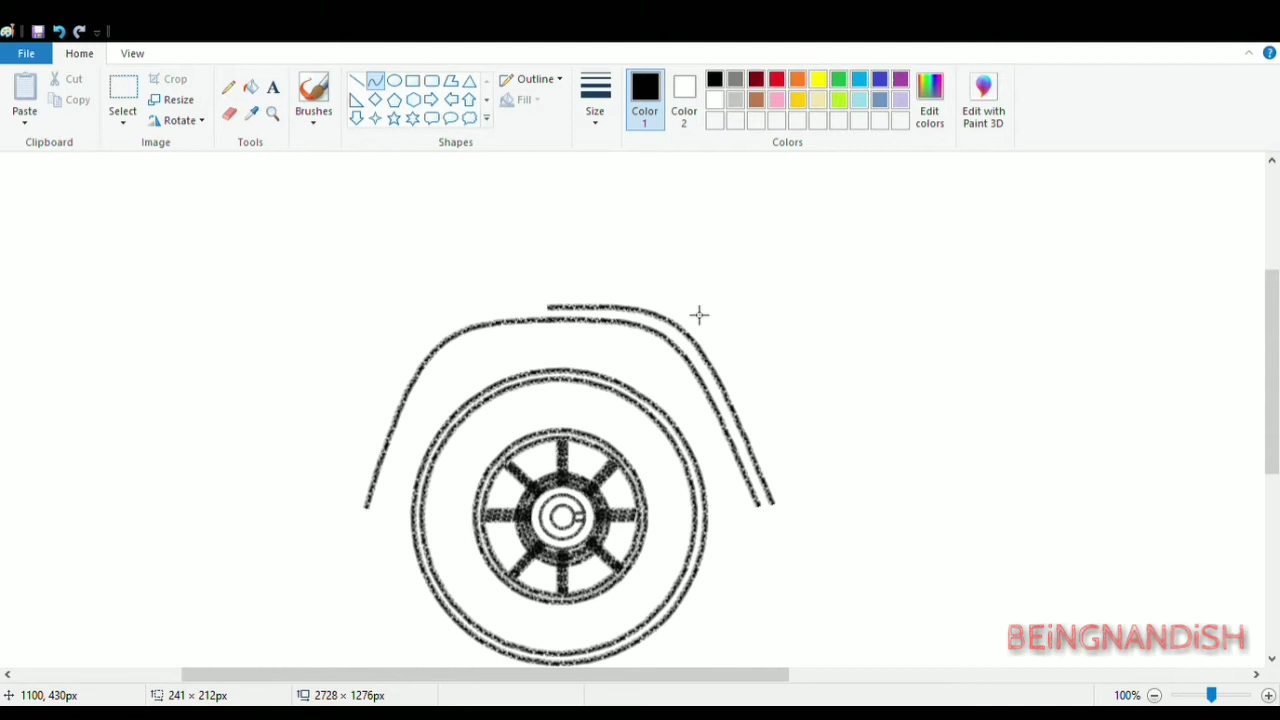 File Home View
Paste
Cut
Copy
Clipboard
Select
Crop
Resize
Rotate
Image
A
Tools
Brushes
Shapes
Outline
Fill
Size
Color 1
Color 2
Edit colors
Colors
Edit with Paint 3D
BEiNGNANDiSH
1100, 430px 241 × 212px 2728 × 1276px 100%